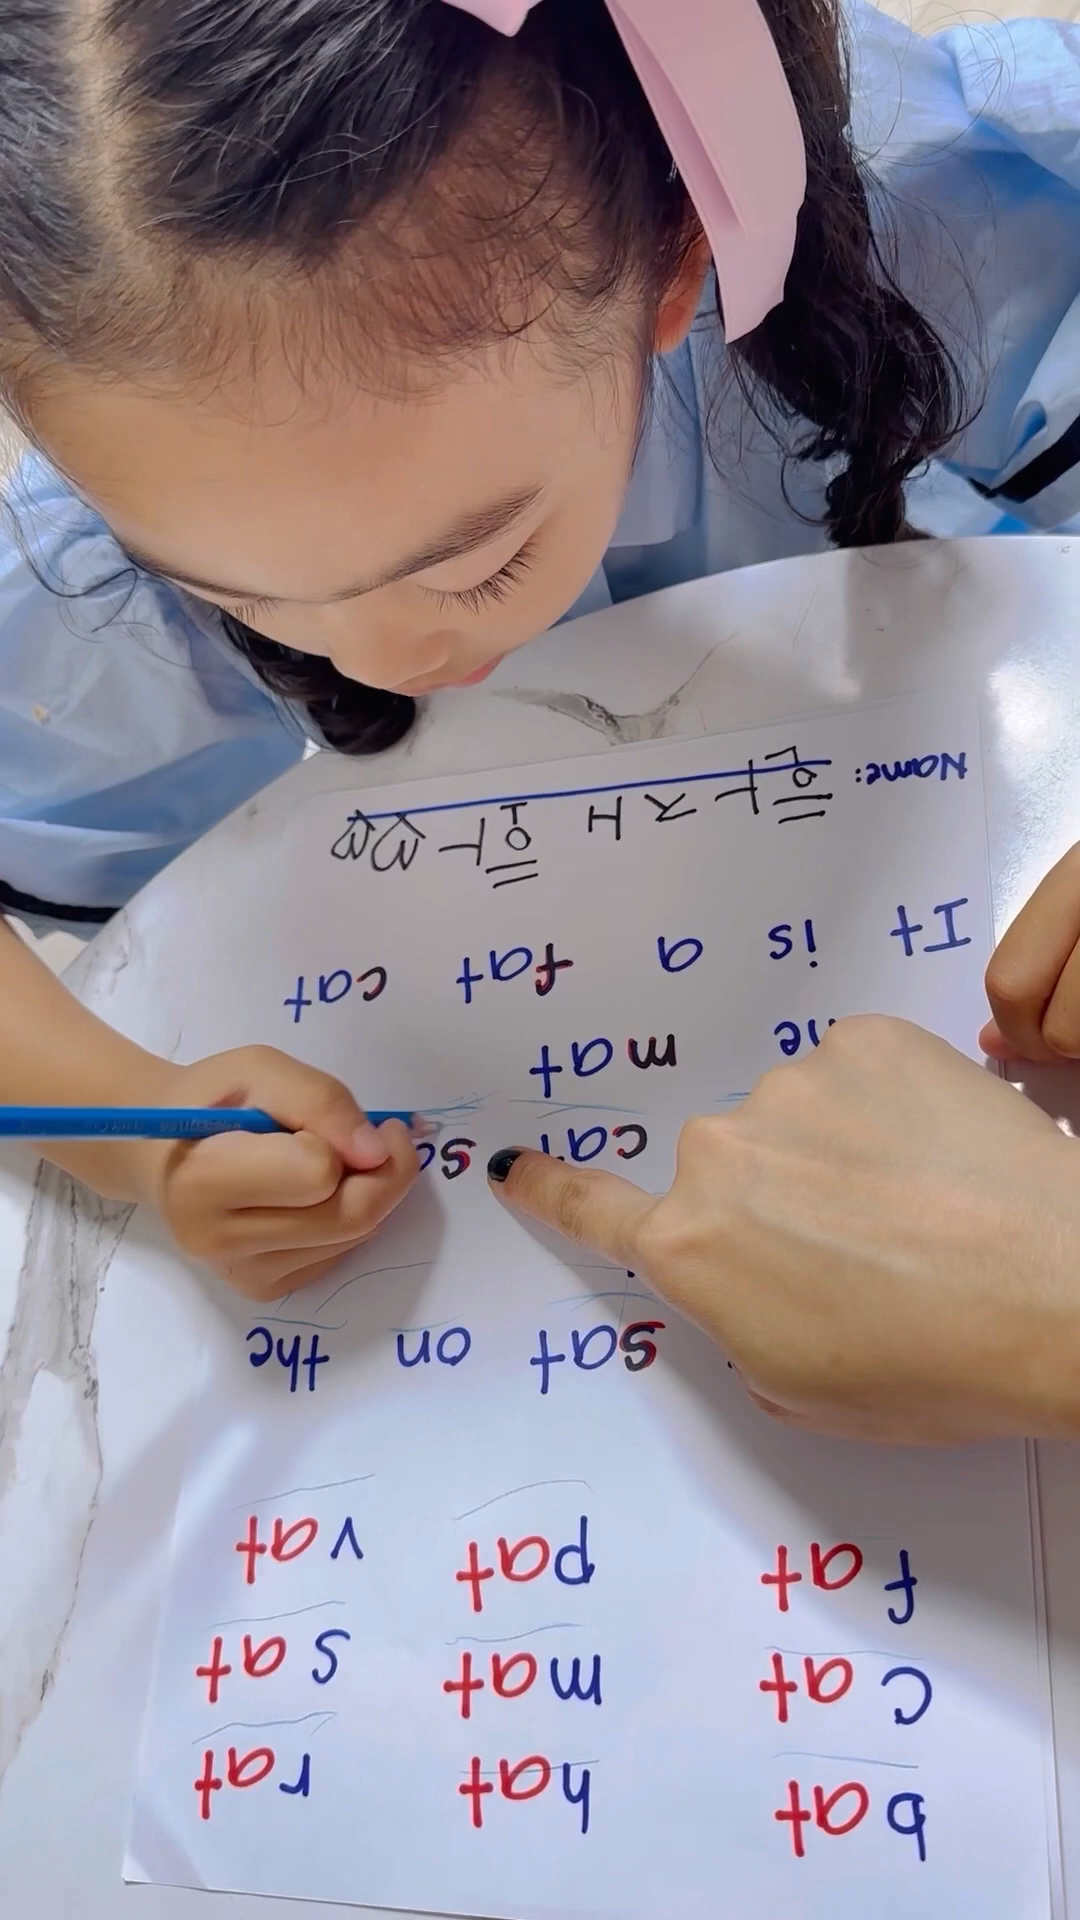 bat hat rat
cat mat sat
fat pat vat
sat on the
cat
mat
It is a fat cat
Name: